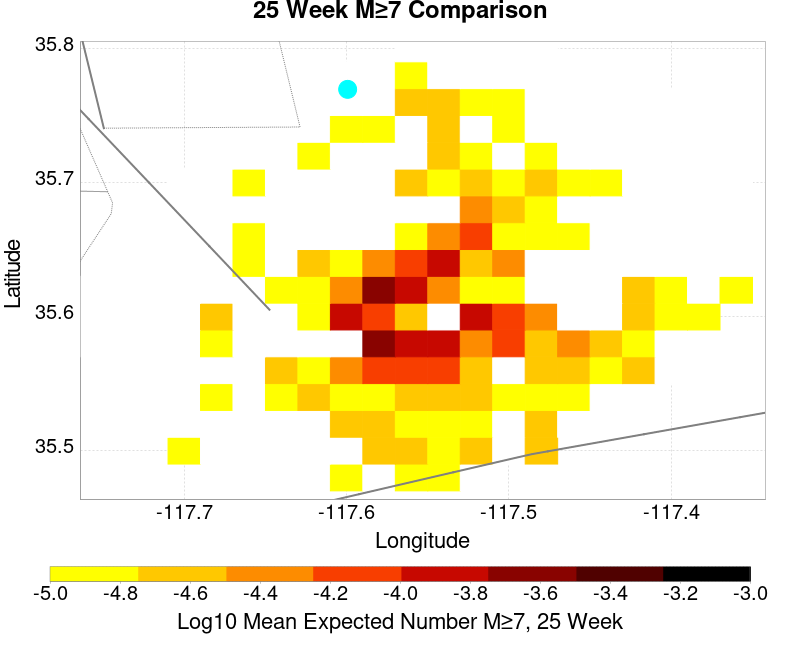 25 Week M≥7 Comparison
35.8
35.7
35.6
35.5
Latitude
-117.7 -117.6 -117.5 -117.4
Longitude
-5.0 -4.8 -4.6 -4.4 -4.2 -4.0 -3.8 -3.6 -3.4 -3.2 -3.0
Log10 Mean Expected Number M≥7, 25 Week